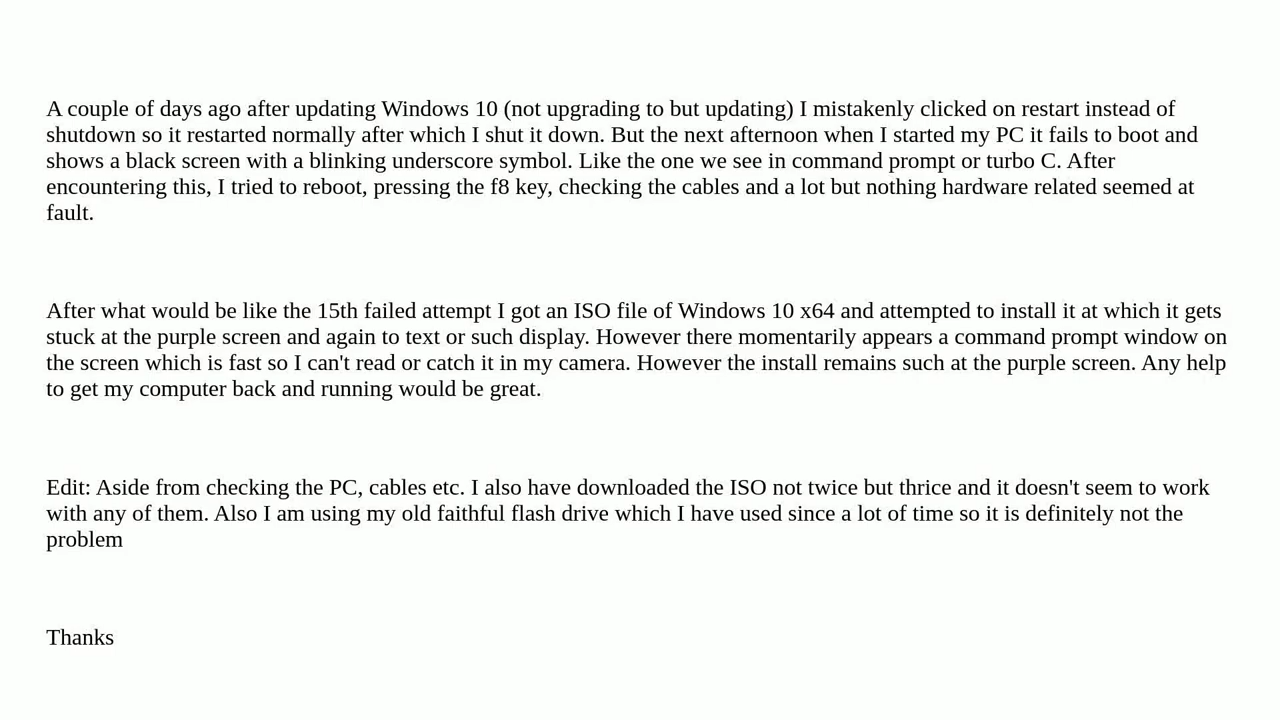 A couple of days ago after updating Windows 10 (not upgrading to but updating) I mistakenly clicked on restart instead of
shutdown so it restarted normally after which I shut it down. But the next afternoon when I started my PC it fails to boot and
shows a black screen with a blinking underscore symbol. Like the one we see in command prompt or turbo C. After
encountering this, I tried to reboot, pressing the f8 key, checking the cables and a lot but nothing hardware related seemed at
fault.
After what would be like the 15th failed attempt I got an ISO file of Windows 10 x64 and attempted to install it at which it gets
stuck at the purple screen and again to text or such display. However there momentarily appears a command prompt window on
the screen which is fast so I can't read or catch it in my camera. However the install remains such at the purple screen. Any help
to get my computer back and running would be great.
Edit: Aside from checking the PC, cables etc. I also have downloaded the ISO not twice but thrice and it doesn't seem to work
with any of them. Also I am using my old faithful flash drive which I have used since a lot of time so it is definitely not the
problem
Thanks